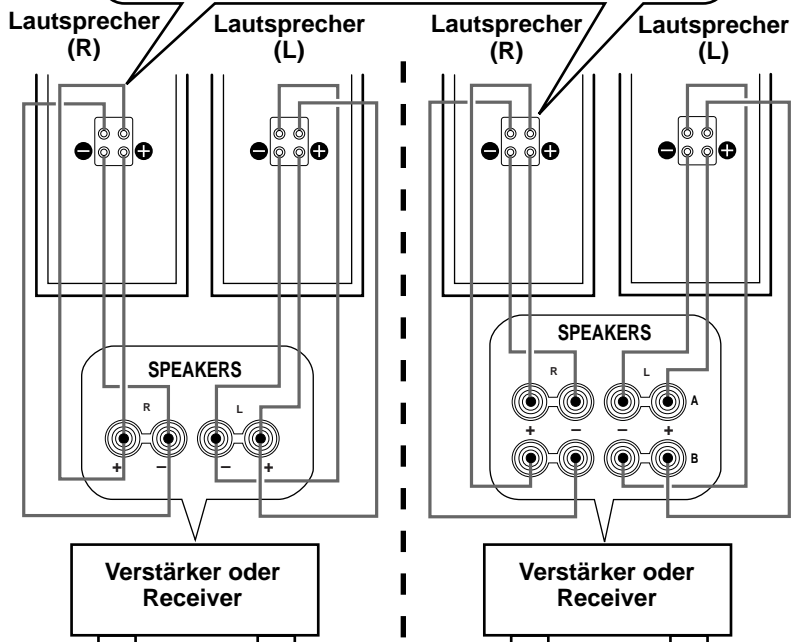 Lautsprecher
(R)
Lautsprecher
(L)
Lautsprecher
(R)
Lautsprecher
(L)
SPEAKERS
R
L
+
–
–
+
Verstärker oder
Receiver
SPEAKERS
R
L
A
+
–
–
+
B
Verstärker oder
Receiver